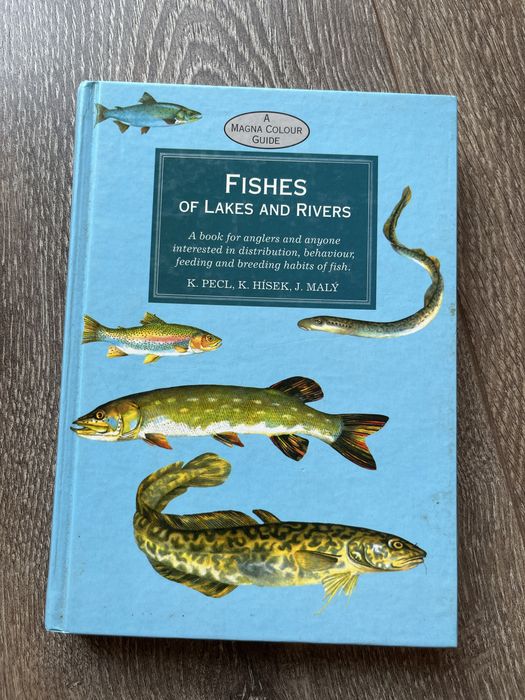 A
MAGNA COLOUR
GUIDE
FISHES
OF LAKES AND RIVERS
A book for anglers and anyone
interested in distribution, behaviour,
feeding and breeding habits of fish.
K. PECL, K. HÍSEK, J. MALÝ